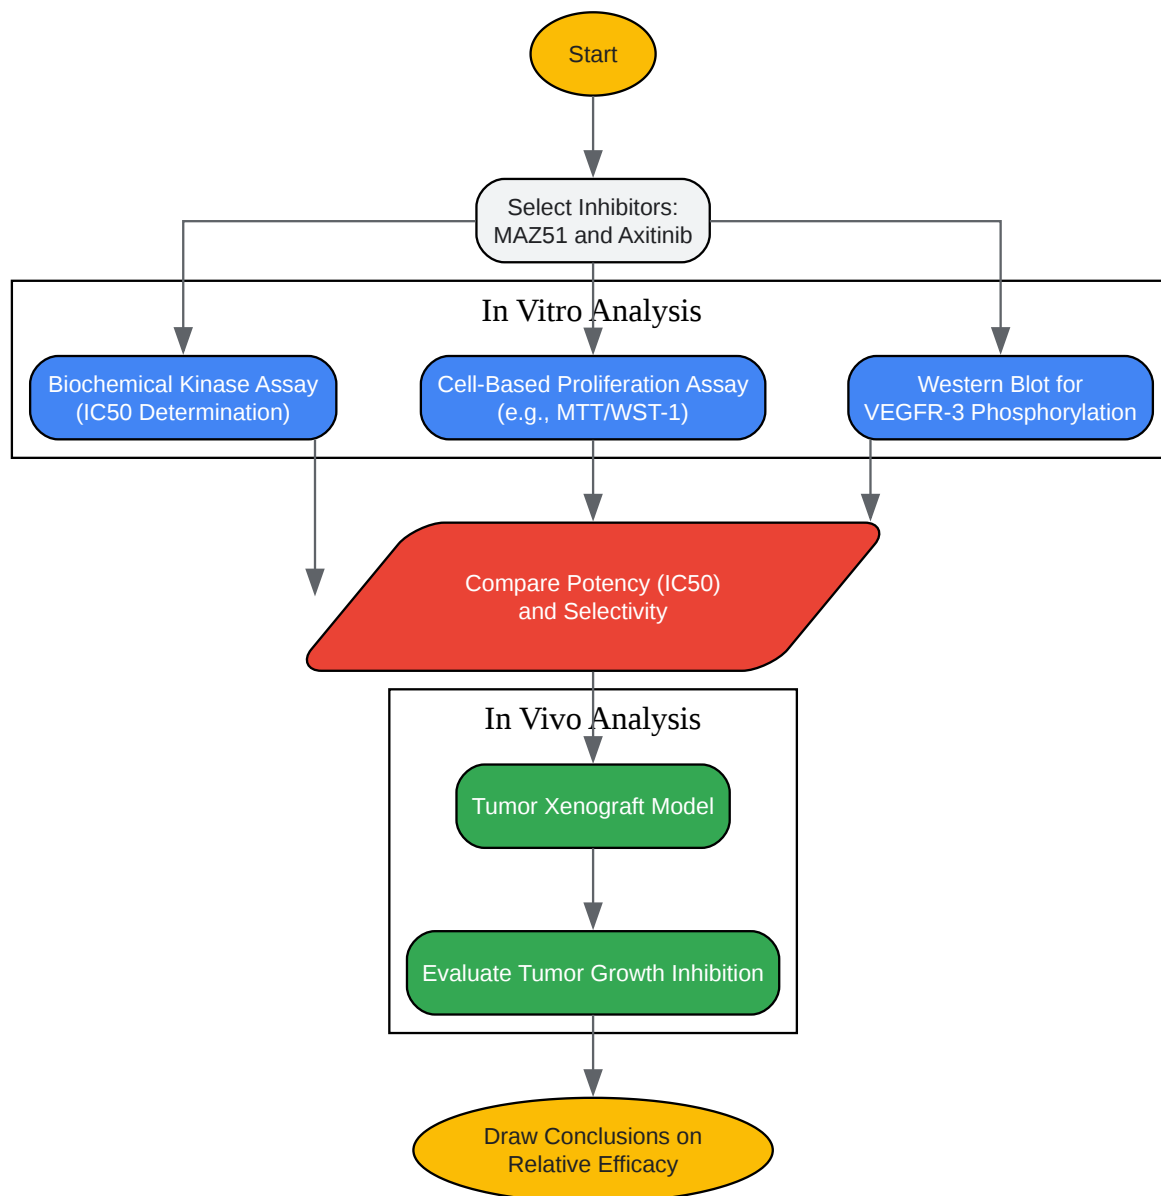 Start
Select Inhibitors:
MAZ51 and Axitinib
In Vitro Analysis
Biochemical Kinase Assay
(IC50 Determination)
Cell-Based Proliferation Assay
(e.g., MTT/WST-1)
Western Blot for
VEGFR-3 Phosphorylation
Compare Potency (IC50)
and Selectivity
In Vivo Analysis
Tumor Xenograft Model
Evaluate Tumor Growth Inhibition
Draw Conclusions on
Relative Efficacy